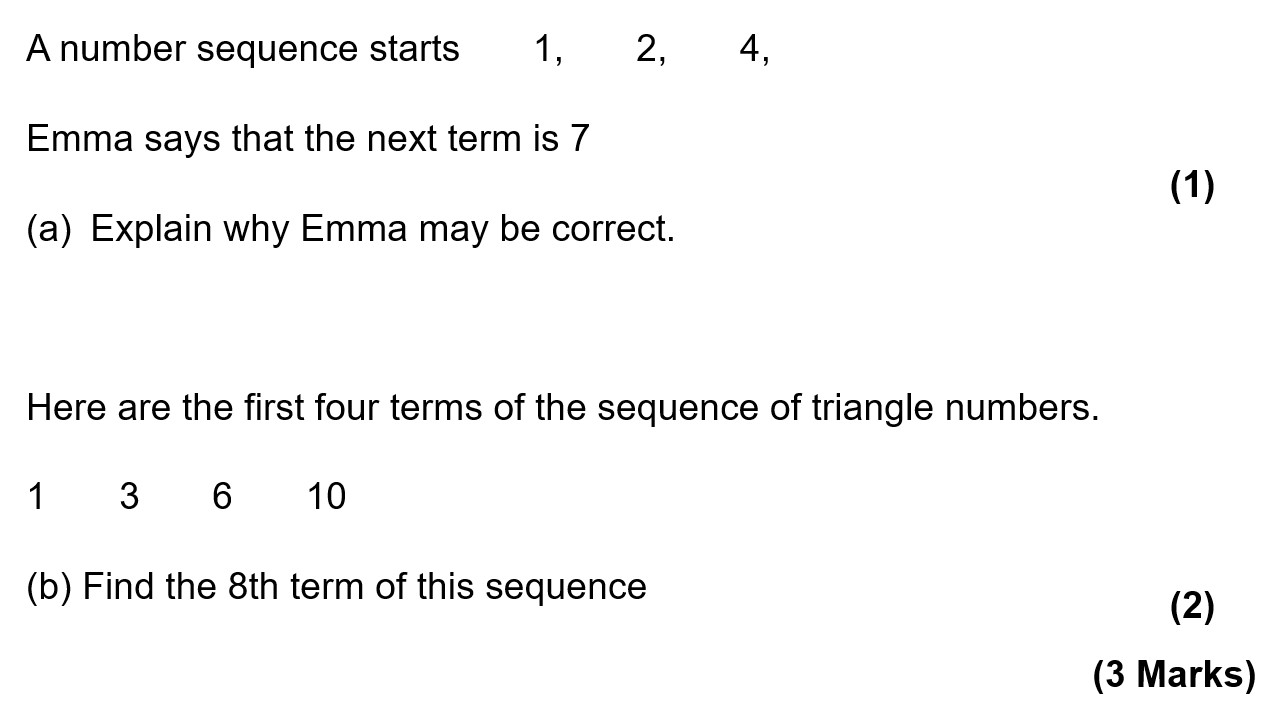 A number sequence starts 1, 2, 4,
Emma says that the next term is 7
(1)
(a) Explain why Emma may be correct.
Here are the first four terms of the sequence of triangle numbers.
1 3 6 10
(b) Find the 8th term of this sequence
(2)
(3 Marks)